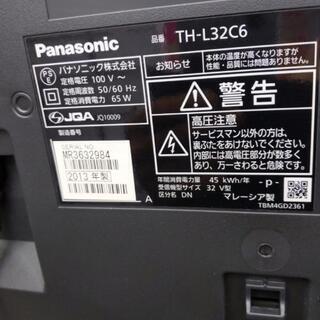 Panasonic
品番 TH-L32C6
パナソニック株式会社
定格電圧 100 V ～
定格周波数 50/60 Hz
定格消費電力 65 W
PS
E
JQA JQ10009
製造番号
SERIAL NO.
MR3632984
2013 年製
お知らせ
本体の温度が高くなりますが
性能その他には問題ありません
警告
高圧注意
サービスマン以外の方は、
裏ぶたをあけないでください。
内部には高電圧部分が数多く
あり、万一さわると危険です。
年間消費電力量 45 kWh/年 - p -
受信機型サイズ 32 V型
区分名 DN マレーシア製
TBM4GD2361
A